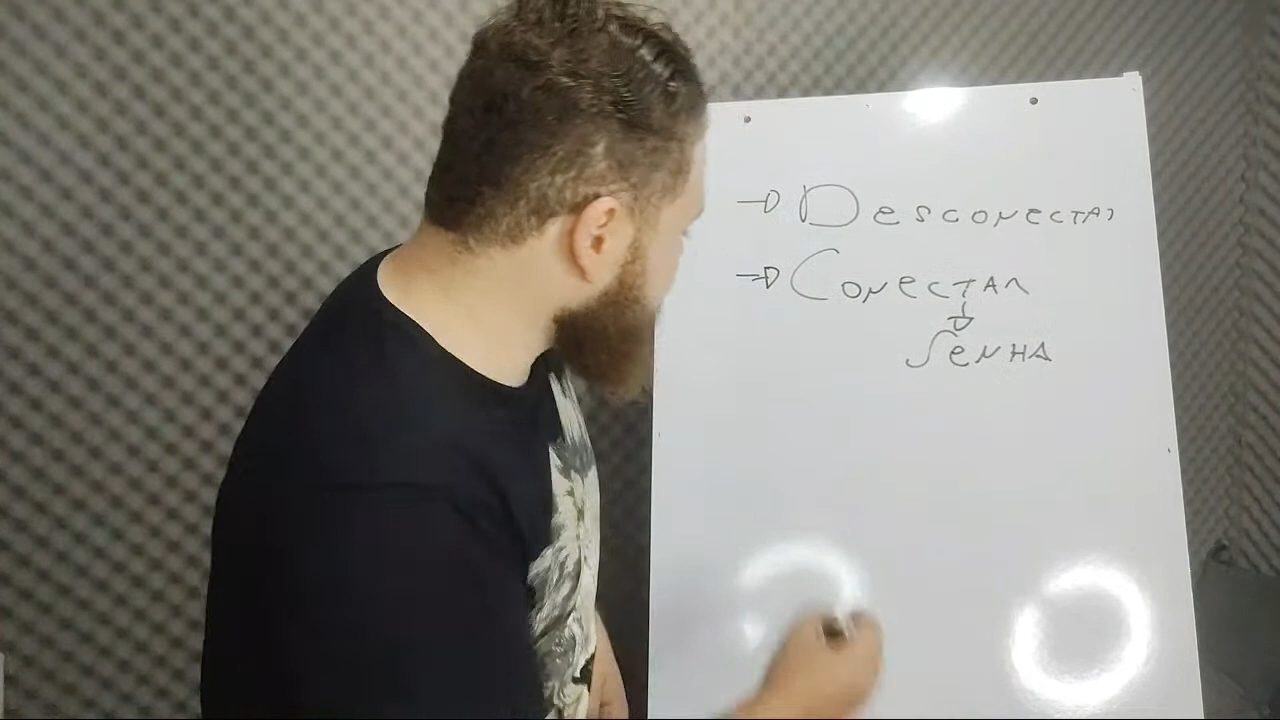 → Desconectar
→ Conectar
↓
Senha